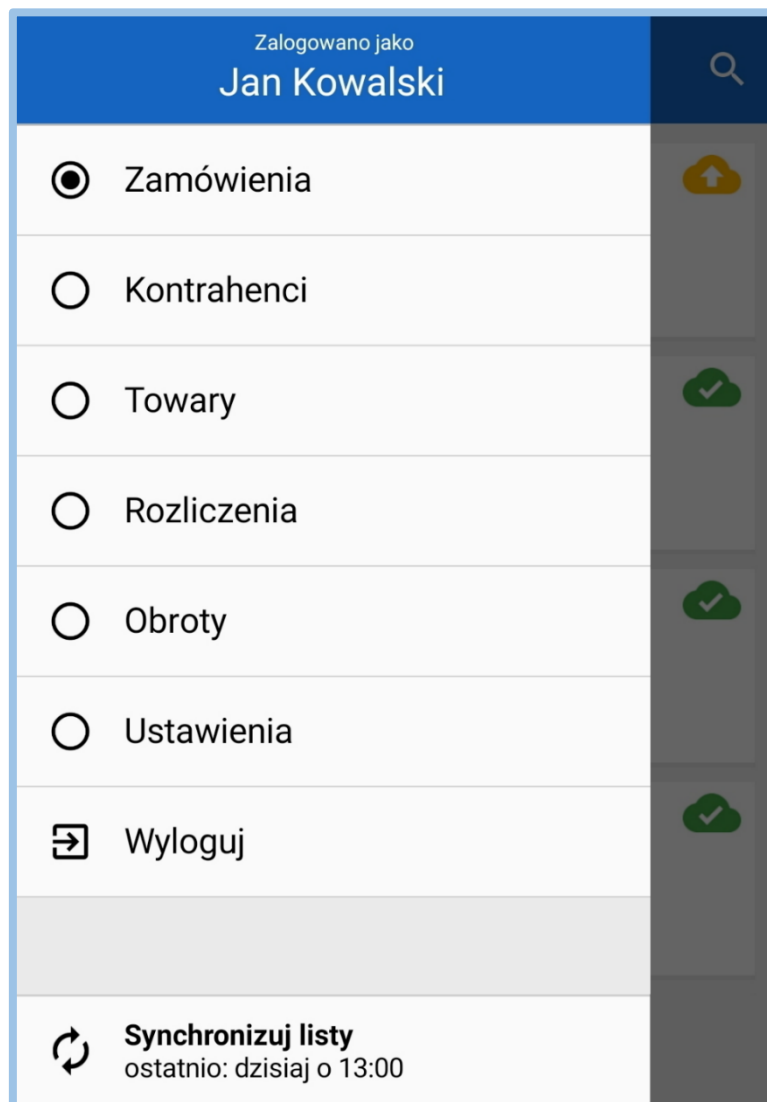 Zalogowano jako
Jan Kowalski
Zamówienia
Kontrahenci
Towary
Rozliczenia
Obroty
Ustawienia
Wyloguj
Synchronizuj listy
ostatnio: dzisiaj o 13:00